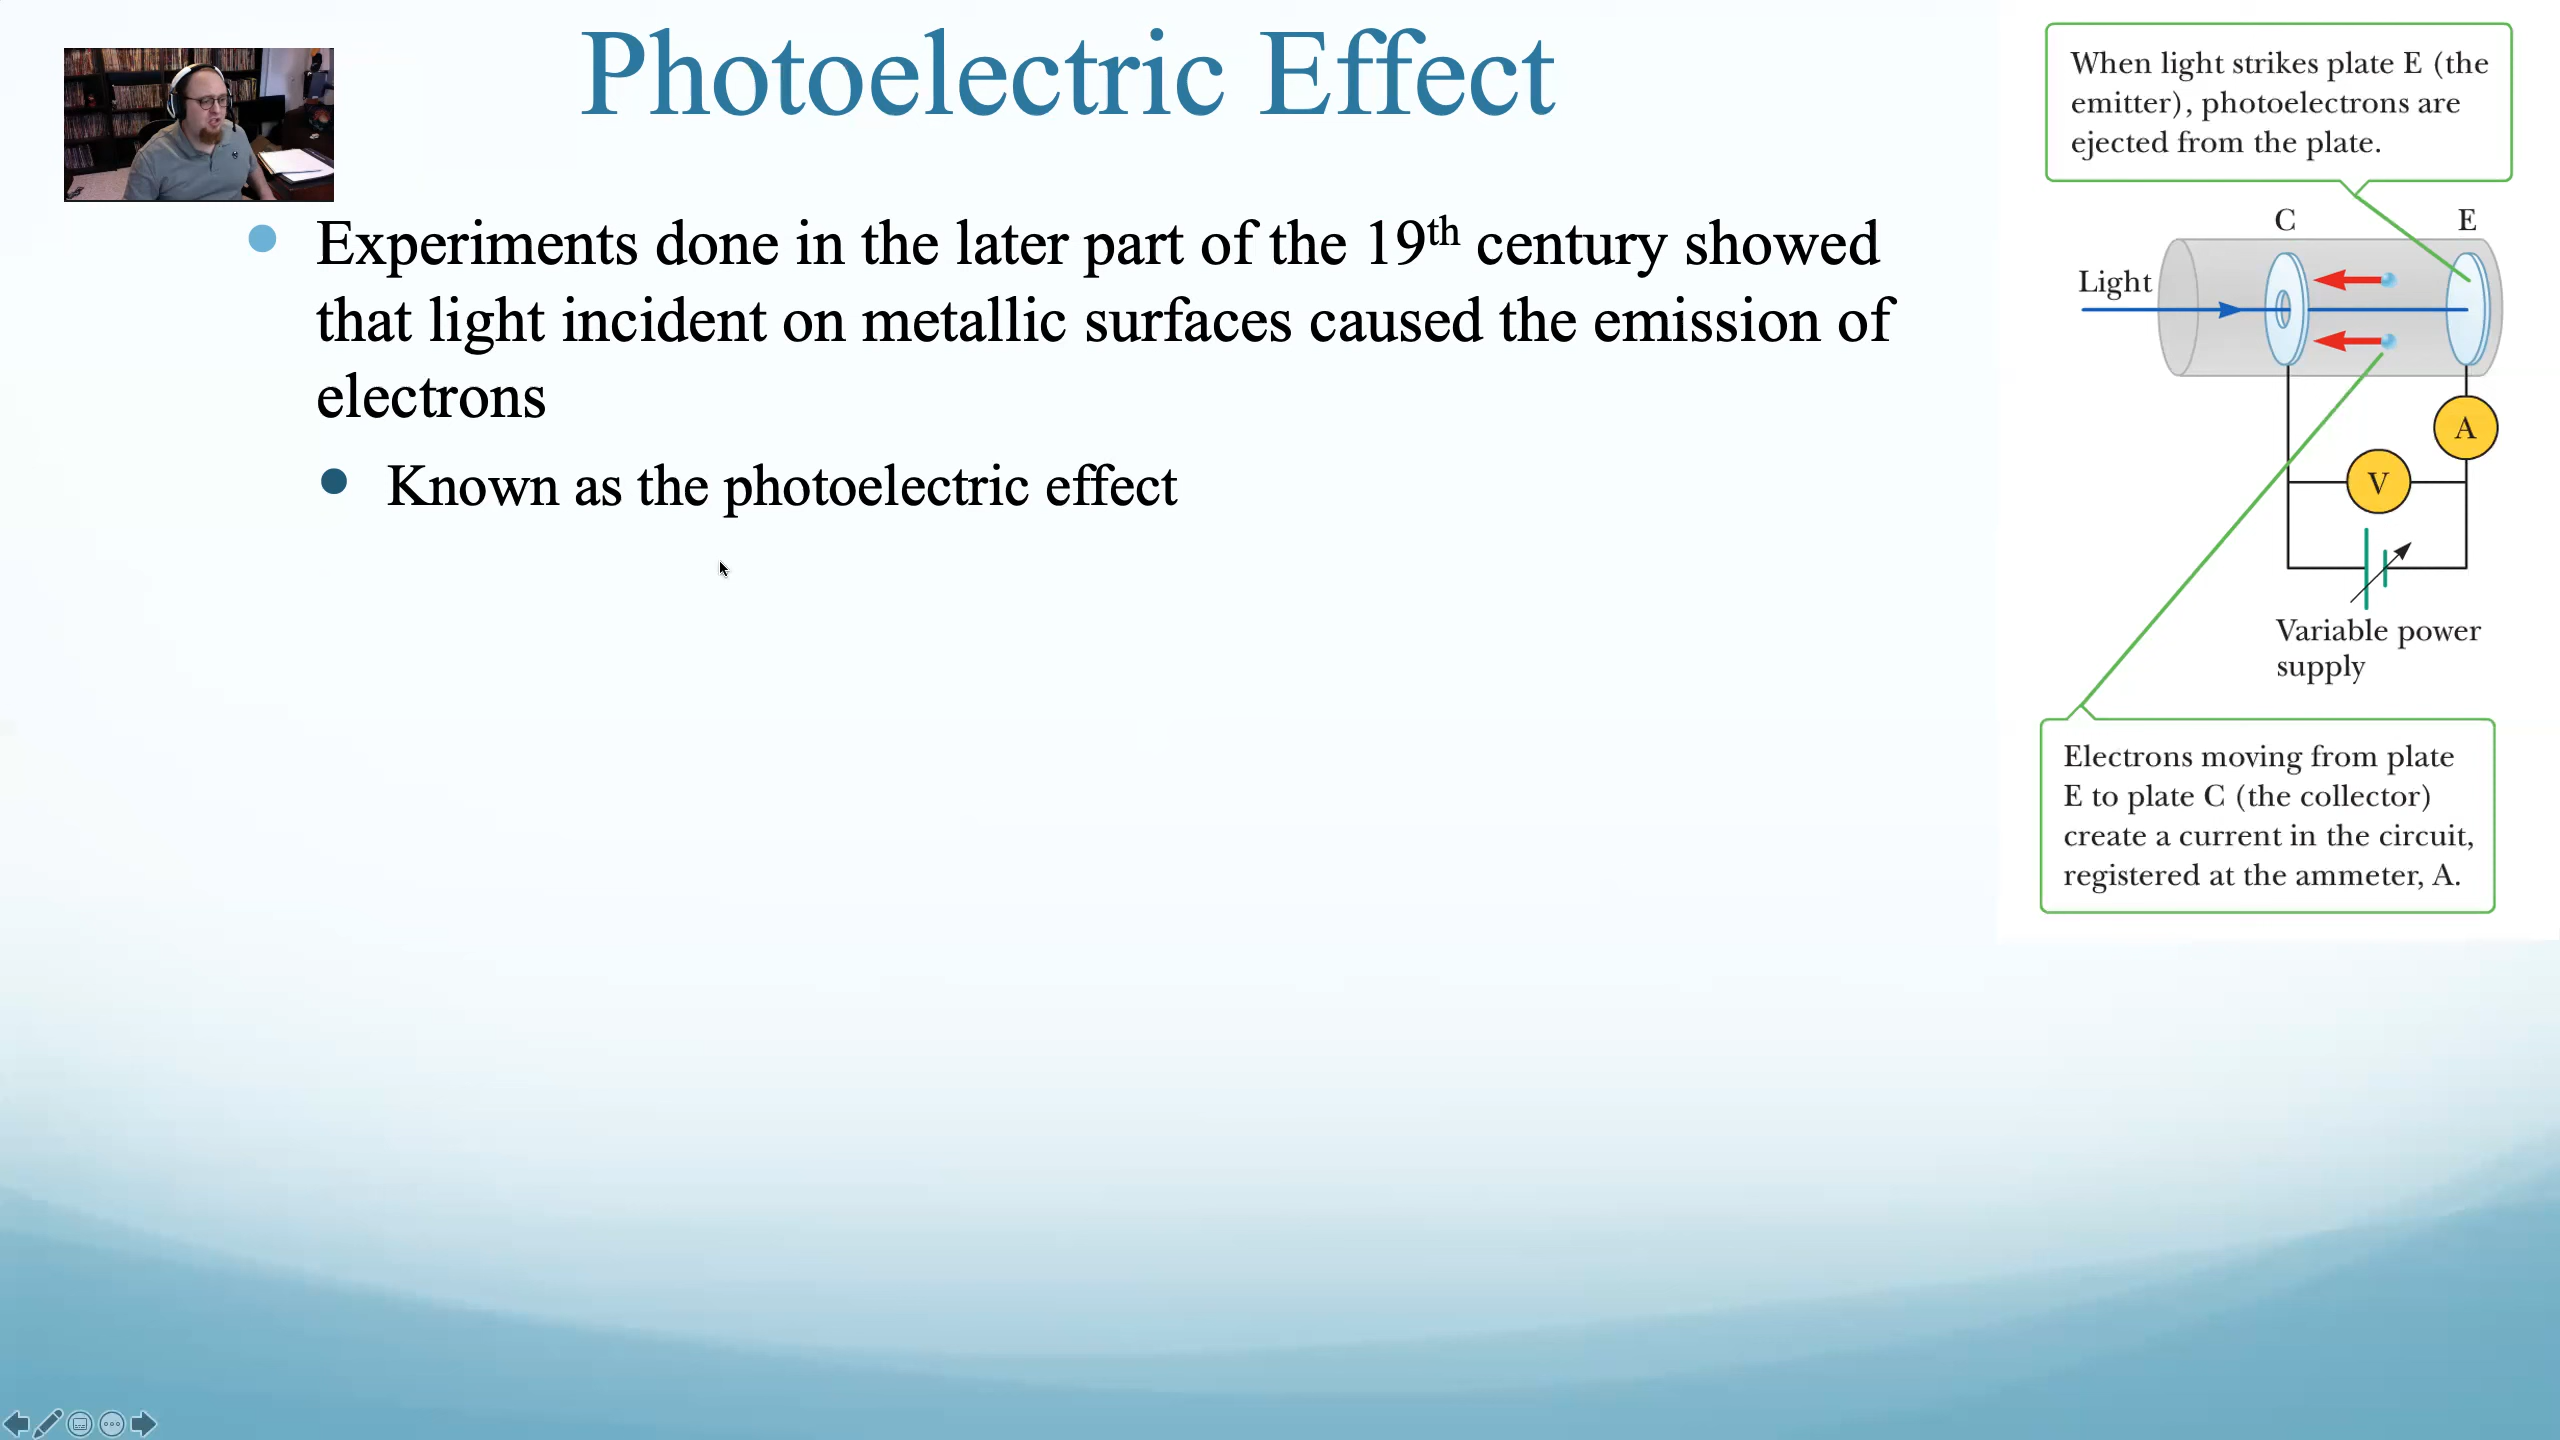 Photoelectric Effect
Experiments done in the later part of the 19th century showed
that light incident on metallic surfaces caused the emission of
electrons
Known as the photoelectric effect
When light strikes plate E (the
emitter), photoelectrons are
ejected from the plate.
C
E
Light
A
V
Variable power
supply
Electrons moving from plate
E to plate C (the collector)
create a current in the circuit,
registered at the ammeter, A.